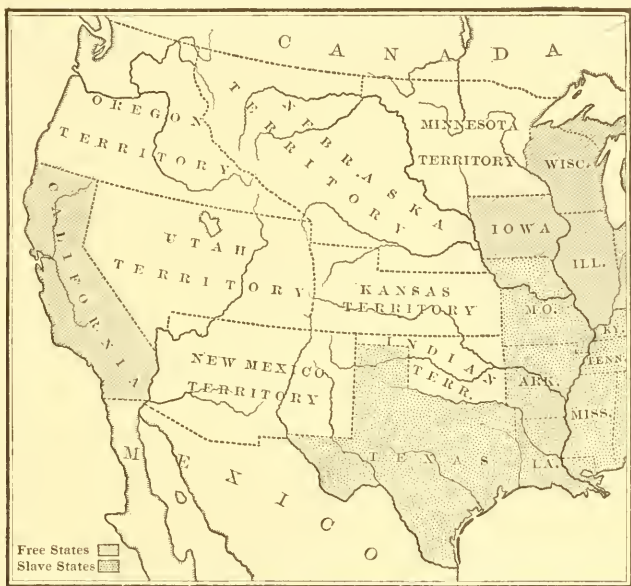 CANADA
OREGON
TERRITORY
NEBRASKA
TERRITORY
MINNESOTA
TERRITORY
WISC.
IOWA
ILL.
CALIFORNIA
UTAH
TERRITORY
KANSAS
TERRITORY
MO.
KY.
TENN
INDIAN
TERR.
ARK.
NEW MEXICO
TERRITORY
MISS.
TEXAS
LA.
MEXICO
Free States
Slave States